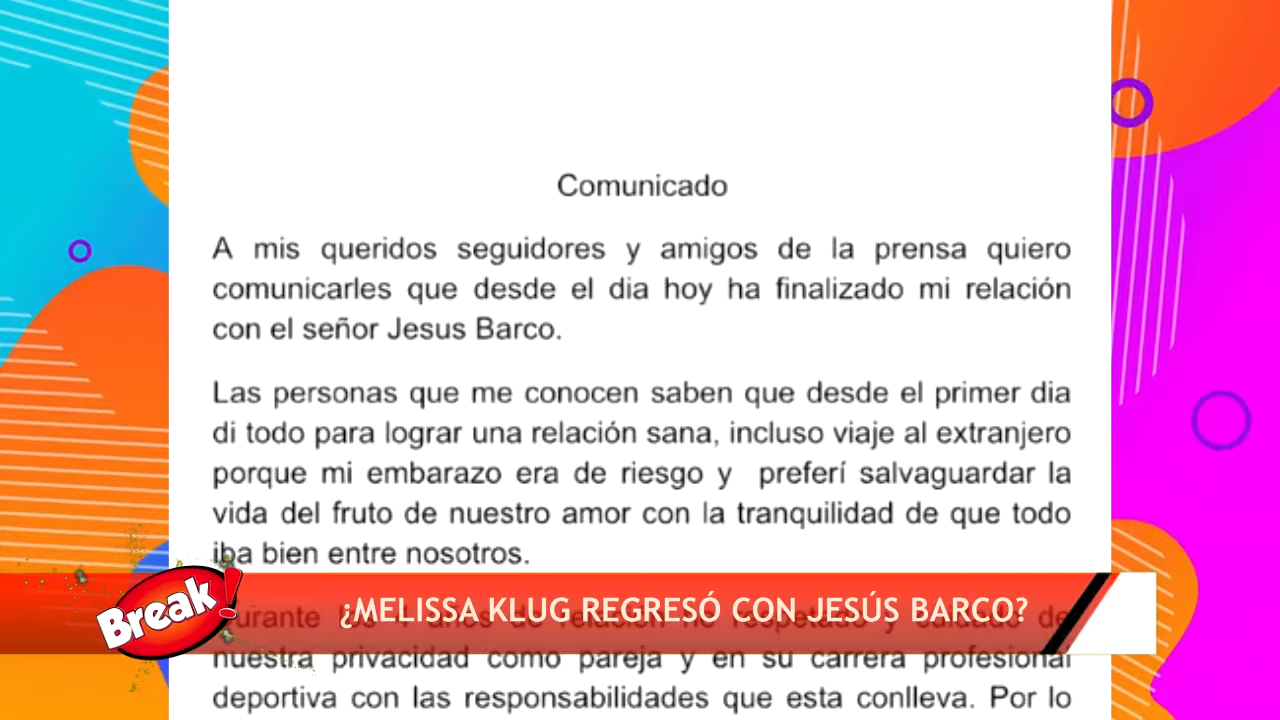 Comunicado
A mis queridos seguidores y amigos de la prensa quiero
comunicarles que desde el dia hoy ha finalizado mi relación
con el señor Jesus Barco.
Las personas que me conocen saben que desde el primer dia
di todo para lograr una relación sana, incluso viaje al extranjero
porque mi embarazo era de riesgo y preferí salvaguardar la
vida del fruto de nuestro amor con la tranquilidad de que todo
iba bien entre nosotros.
Break!
¿MELISSA KLUG REGRESÓ CON JESÚS BARCO?
nuestra privacidad como pareja y en su carrera profesional
deportiva con las responsabilidades que esta conlleva. Por lo